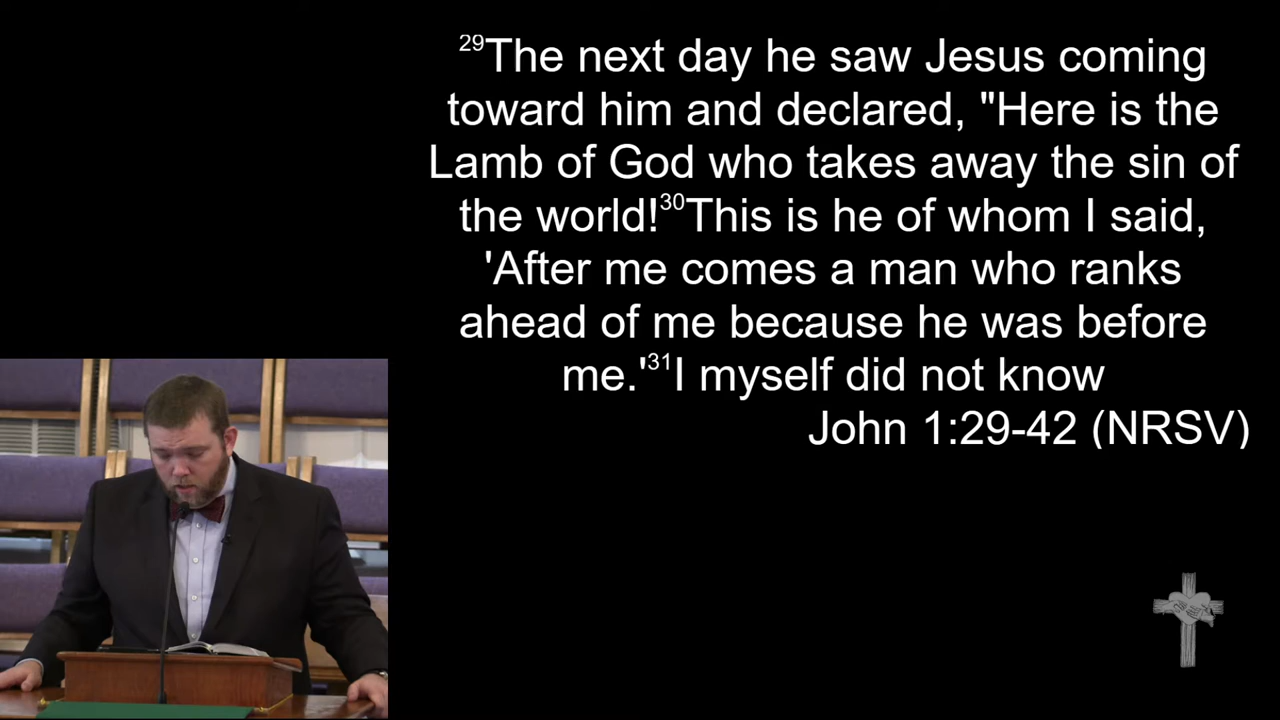 29The next day he saw Jesus coming
toward him and declared, "Here is the
Lamb of God who takes away the sin of
the world!30This is he of whom I said,
'After me comes a man who ranks
ahead of me because he was before
me.'31I myself did not know
John 1:29-42 (NRSV)